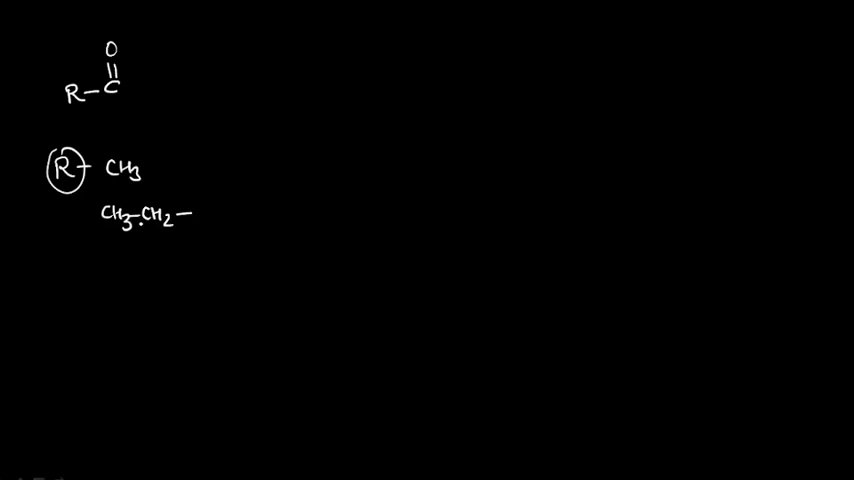 O
||
R-C
R- CH3
CH3-CH2-